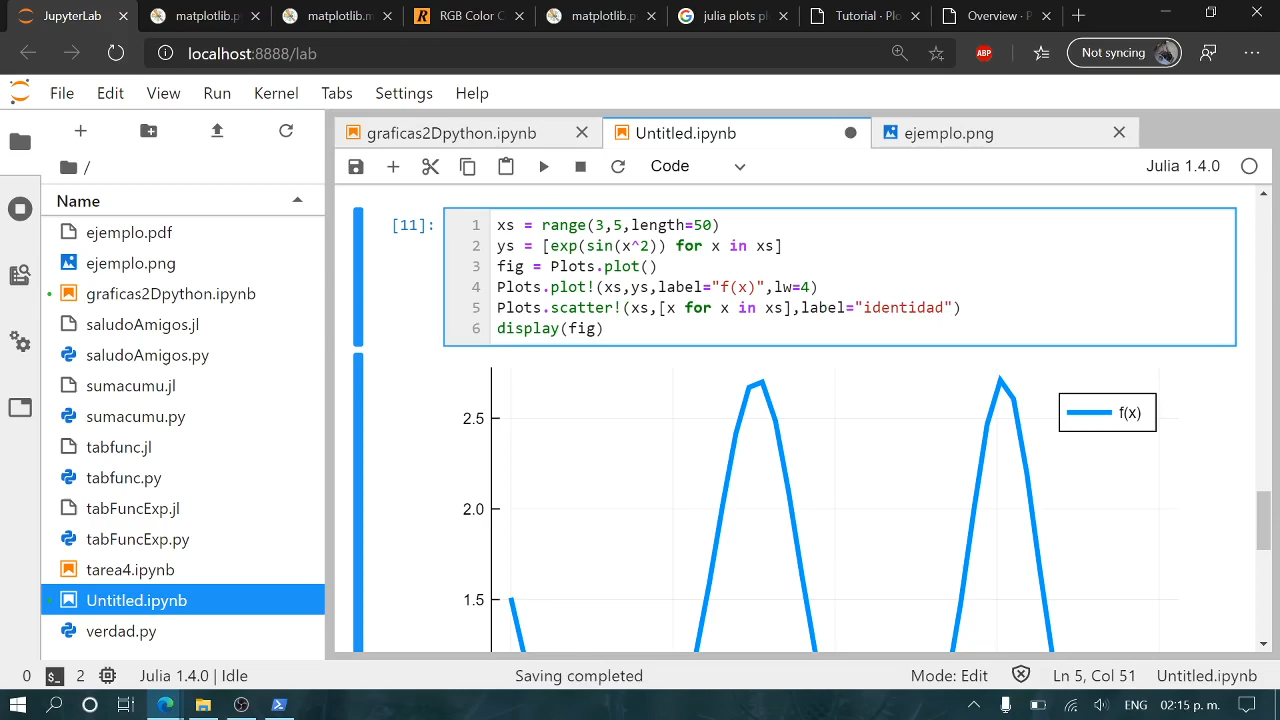 JupyterLab
matplotlib.p
matplotlib.m
RGB Color C
matplotlib.p
julia plots p
Tutorial · Plo
Overview · P
localhost:8888/lab
ABP
Not syncing
File Edit View Run Kernel Tabs Settings Help
graficas2Dpython.ipynb
Untitled.ipynb
ejemplo.png
Code
Julia 1.4.0
/
Name
ejemplo.pdf
ejemplo.png
graficas2Dpython.ipynb
saludoAmigos.jl
saludoAmigos.py
sumacumu.jl
sumacumu.py
tabfunc.jl
tabfunc.py
tabFuncExp.jl
tabFuncExp.py
tarea4.ipynb
Untitled.ipynb
verdad.py
[11]:
1 xs = range(3,5,length=50)
2 ys = [exp(sin(x^2)) for x in xs]
3 fig = Plots.plot()
4 Plots.plot!(xs,ys,label="f(x)",lw=4)
5 Plots.scatter!(xs,[x for x in xs],label="identidad")
6 display(fig)
2.5
2.0
1.5
f(x)
0 $_ 2 Julia 1.4.0 | Idle
Saving completed
Mode: Edit
Ln 5, Col 51
Untitled.ipynb
ENG
02:15 p. m.